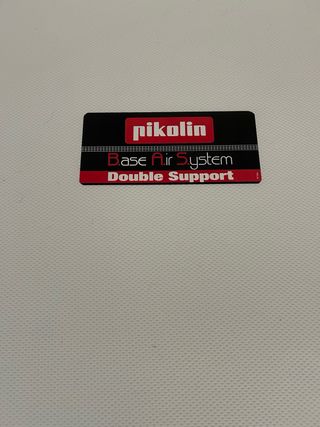 pikolin
Base Air System
Double Support